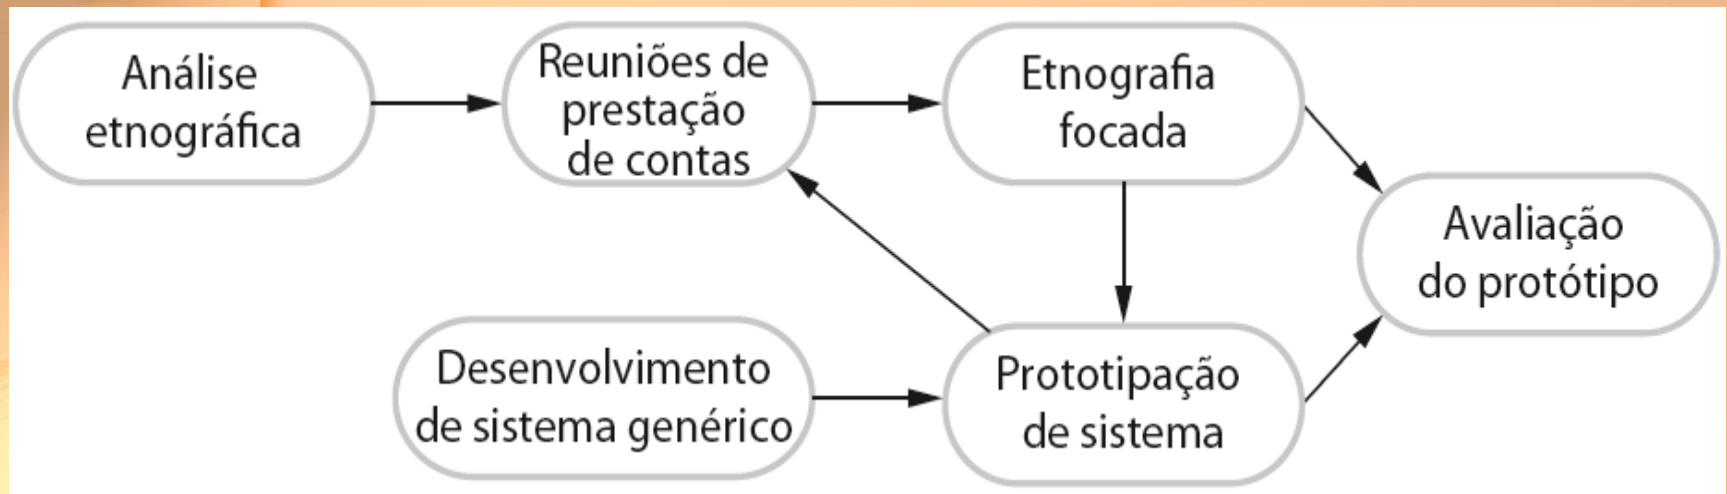 Análise
etnográfica
Reuniões de
prestação
de contas
Etnografia
focada
Avaliação
do protótipo
Desenvolvimento
de sistema genérico
Prototipação
de sistema